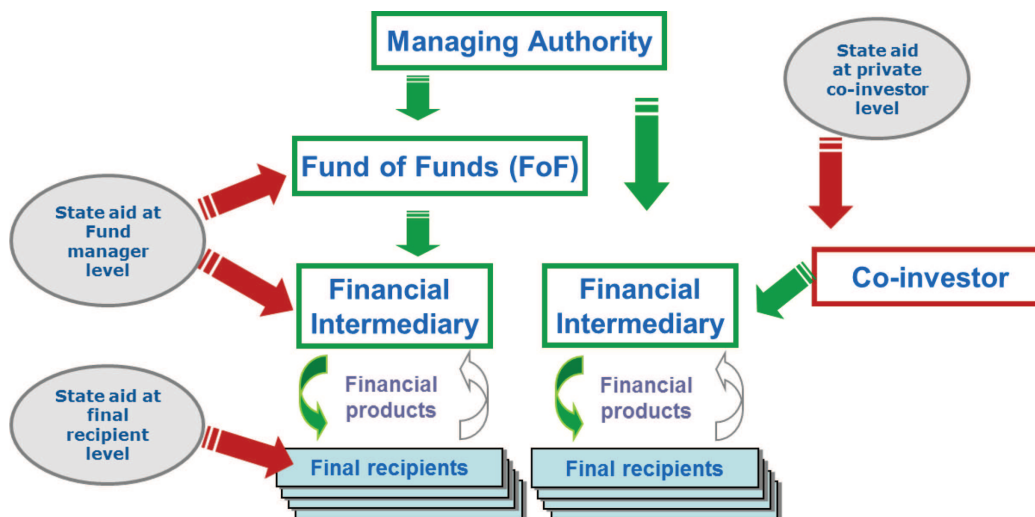 Managing Authority
State aid
at private
co-investor
level
Fund of Funds (FoF)
State aid at
Fund
manager
level
Financial
Intermediary
Financial
Intermediary
Co-investor
Financial
products
Financial
products
State aid at
final
recipient
level
Final recipients
Final recipients